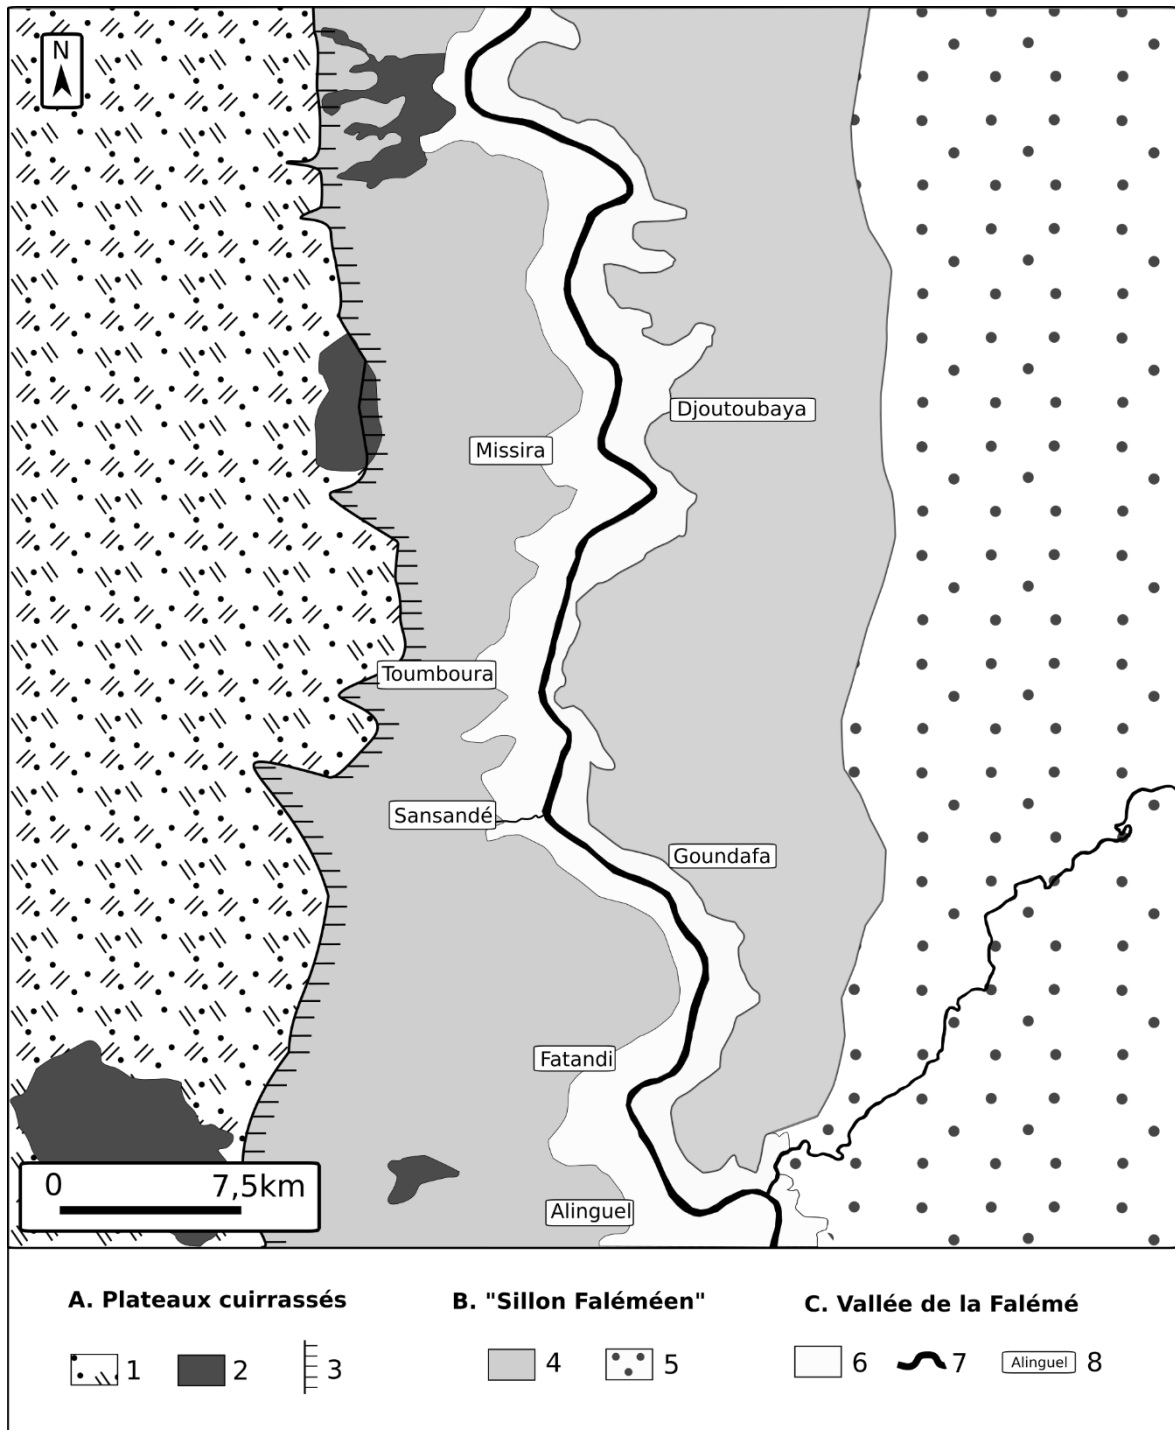 N
Djoutoubaya
Missira
Toumboura
Sansandé
Goundafa
Fatandi
Alinguel
0 7,5km
A. Plateaux cuirrassés B. "Sillon Faléméen" C. Vallée de la Falémé
1 2 3 4 5 6 7 Alinguel 8